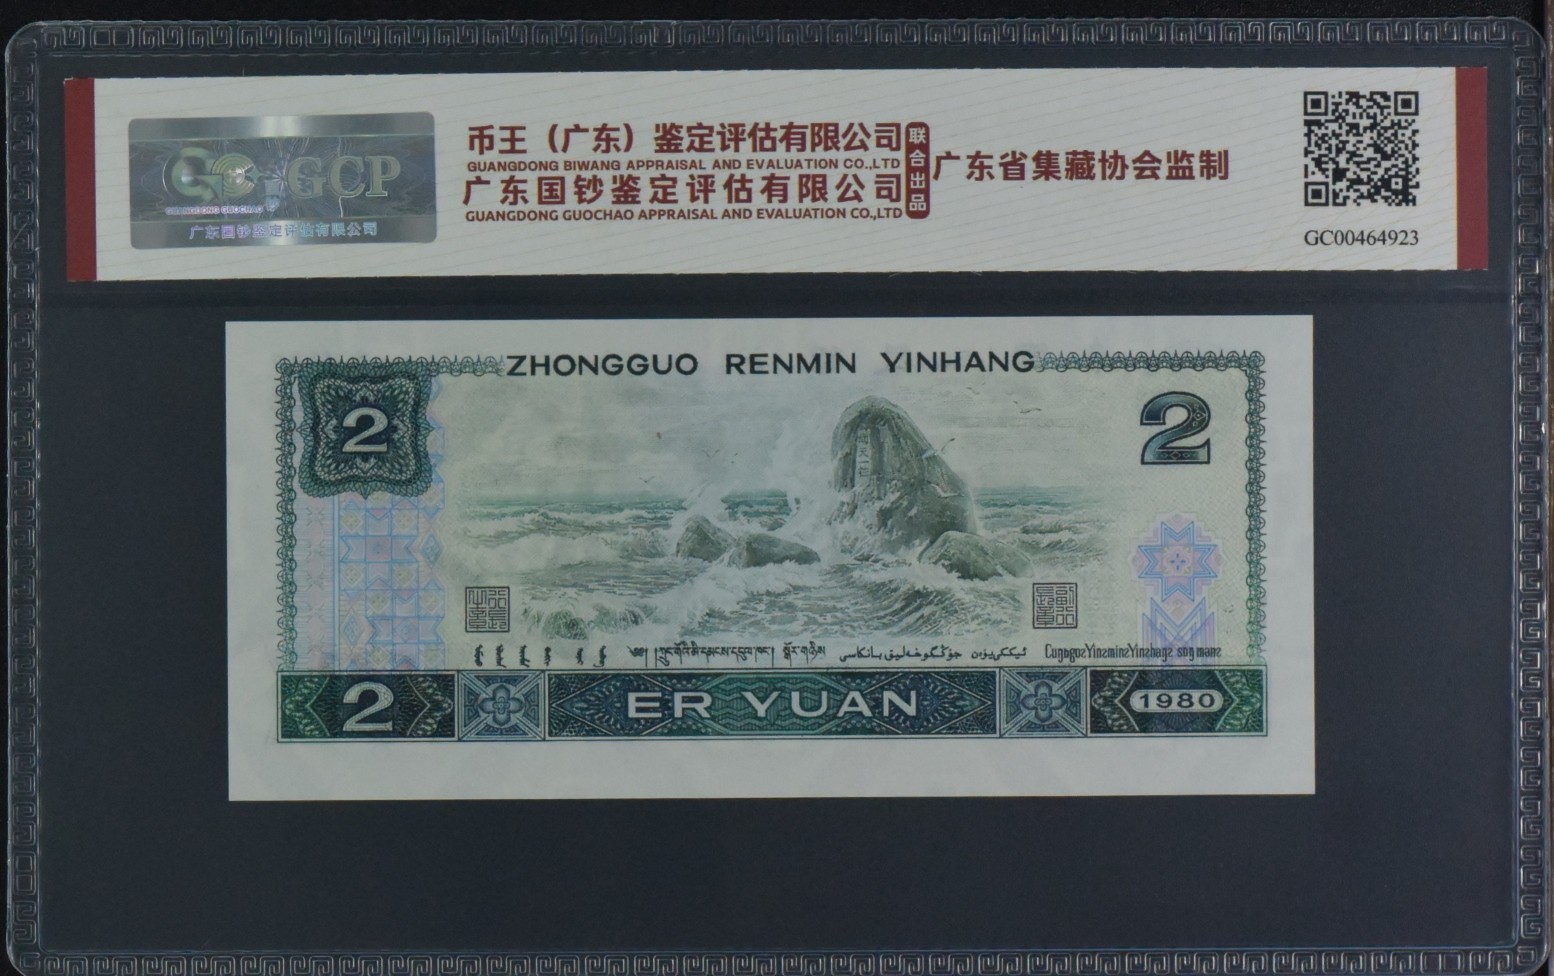 GCP
GUANGDONG GUOCHAO
广东国钞鉴定评估有限公司
币王（广东）鉴定评估有限公司
GUANGDONG BIWANG APPRAISAL AND EVALUATION CO.,LTD
广东国钞鉴定评估有限公司
GUANGDONG GUOCHAO APPRAISAL AND EVALUATION CO.,LTD
联合出品
广东省集藏协会监制
GC00464923
ZHONGGUO RENMIN YINHANG
2
2
2
ER YUAN
1980